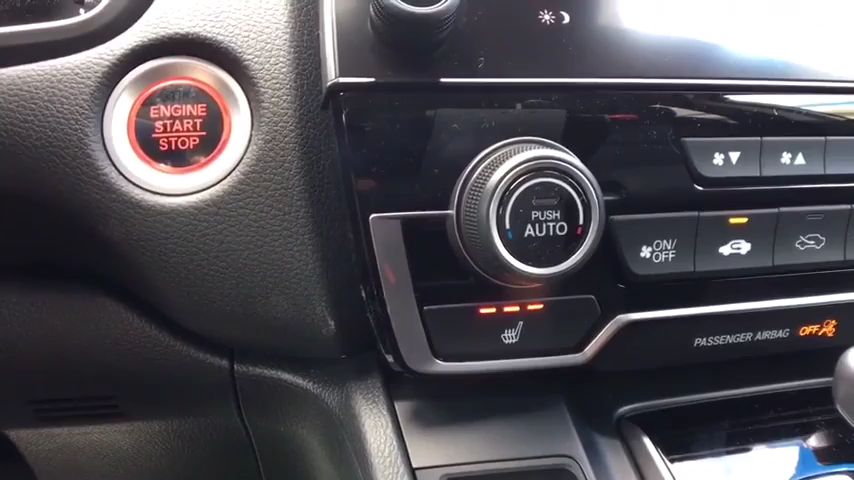 ENGINE
START
STOP
PUSH
AUTO
ON/
OFF
PASSENGER AIRBAG
OFF